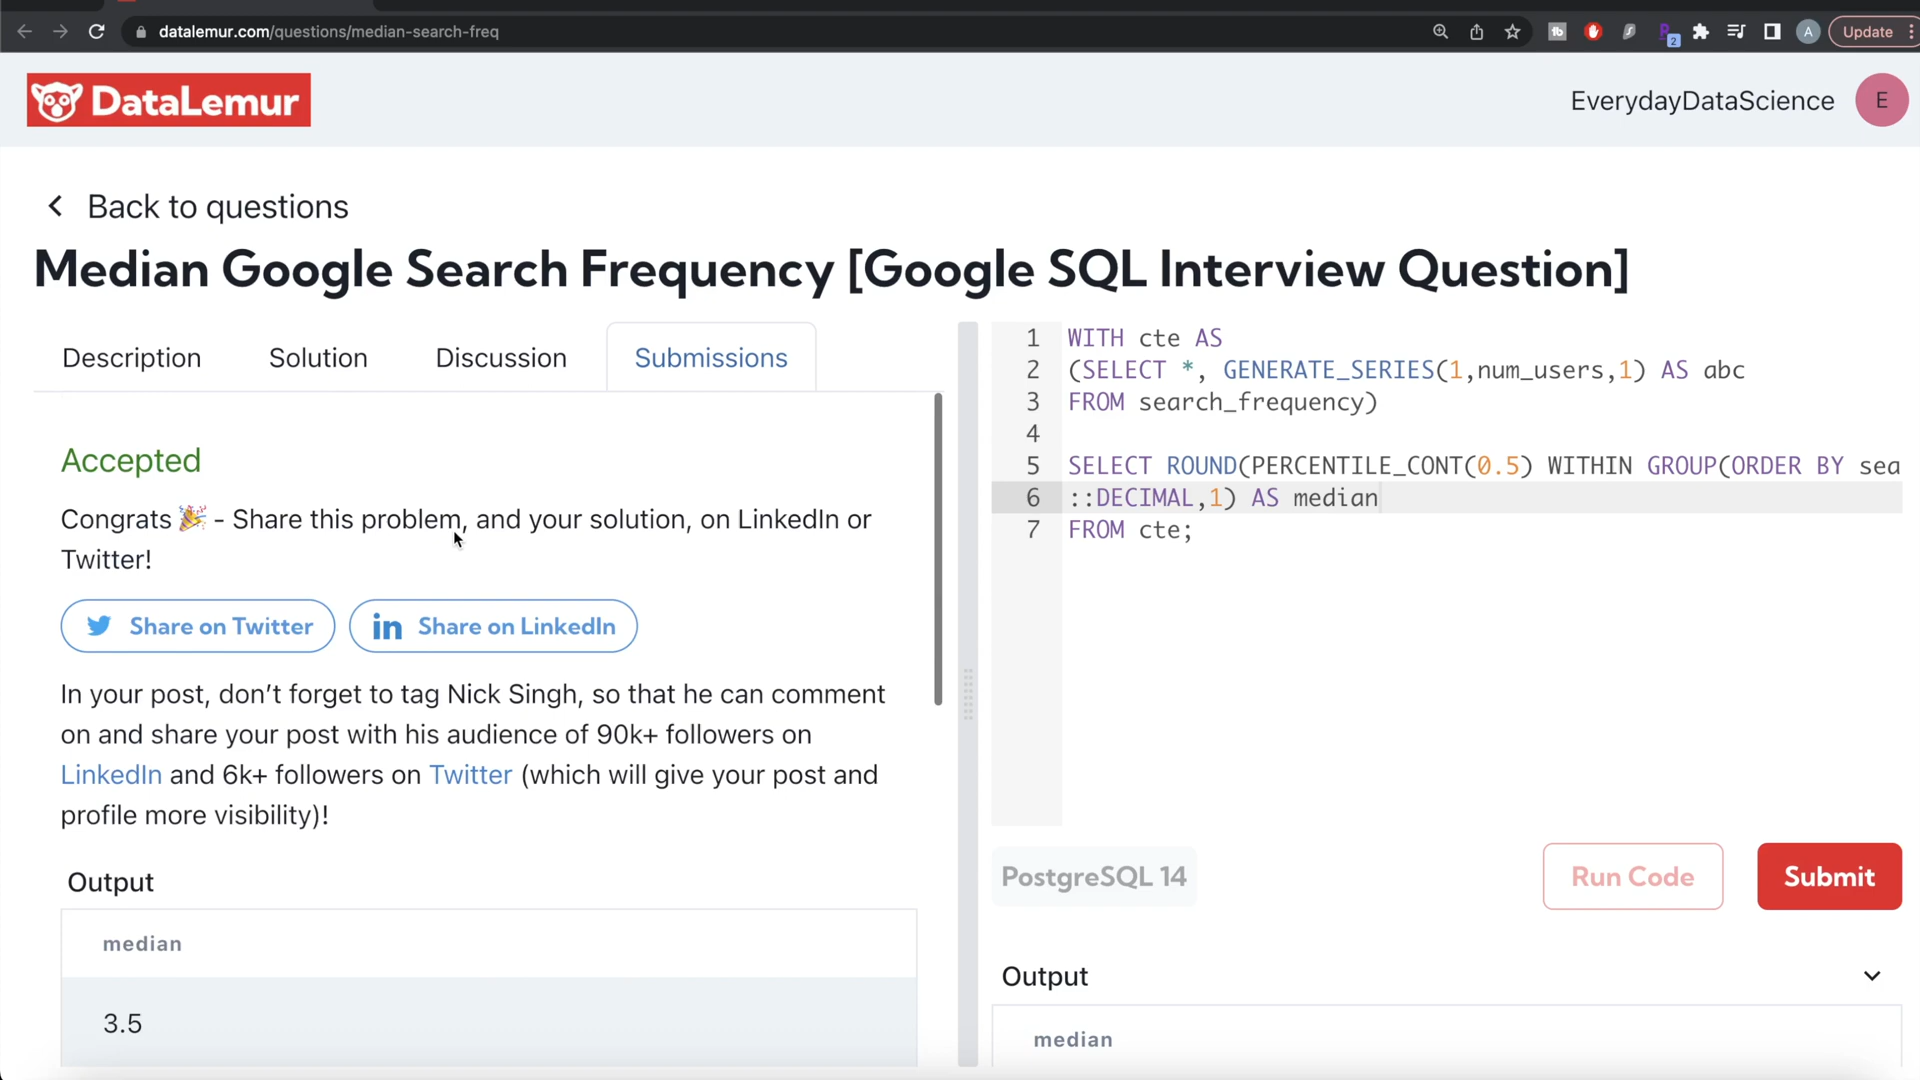 datalemur.com/questions/median-search-freq
2
A
Update
DataLemur
EverydayDataScience
E
Back to questions
Median Google Search Frequency [Google SQL Interview Question]
Description Solution Discussion Submissions
Accepted
Congrats 🎉 - Share this problem, and your solution, on LinkedIn or
Twitter!
Share on Twitter
in Share on LinkedIn
In your post, don't forget to tag Nick Singh, so that he can comment
on and share your post with his audience of 90k+ followers on
LinkedIn and 6k+ followers on Twitter (which will give your post and
profile more visibility)!
Output
median
3.5
1 WITH cte AS
2 (SELECT *, GENERATE_SERIES(1,num_users,1) AS abc
3 FROM search_frequency)
4
5 SELECT ROUND(PERCENTILE_CONT(0.5) WITHIN GROUP(ORDER BY sea
6 ::DECIMAL,1) AS median
7 FROM cte;
PostgreSQL 14
Run Code
Submit
Output
median